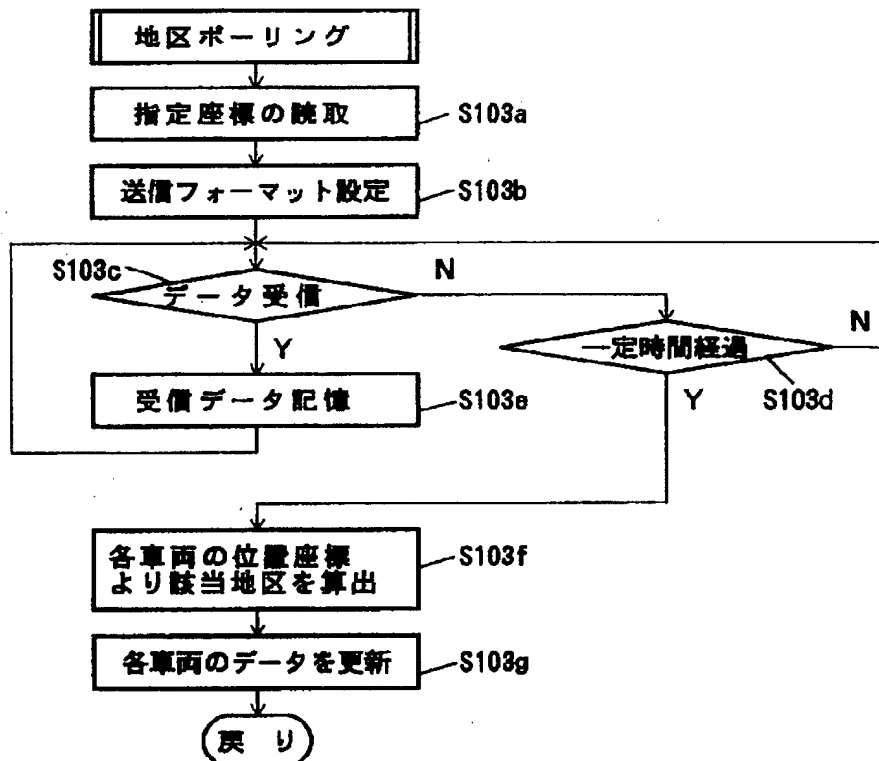 地区ポーリング
指定座標の読取
S103a
送信フォーマット設定
S103b
S103c
データ受信
N
Y
一定時間経過
N
S103d
Y
受信データ記憶
S103e
各車両の位置座標
より該当地区を算出
S103f
各車両のデータを更新
S103g
戻り